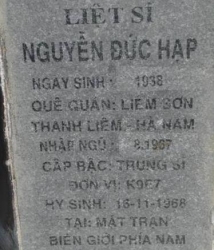 LIỆT SĨ
NGUYỄN ĐỨC HẠP
NGÀY SINH : 1938
QUÊ QUÁN: LIÊM SƠN
THANH LIÊM - HÀ NAM
NHẬP NGŨ : 8.1967
CẤP BẬC: TRUNG SĨ
ĐƠN VỊ: K9E7
HY SINH: 15-11-1968
TẠI: MẶT TRẬN
BIÊN GIỚI PHÍA NAM